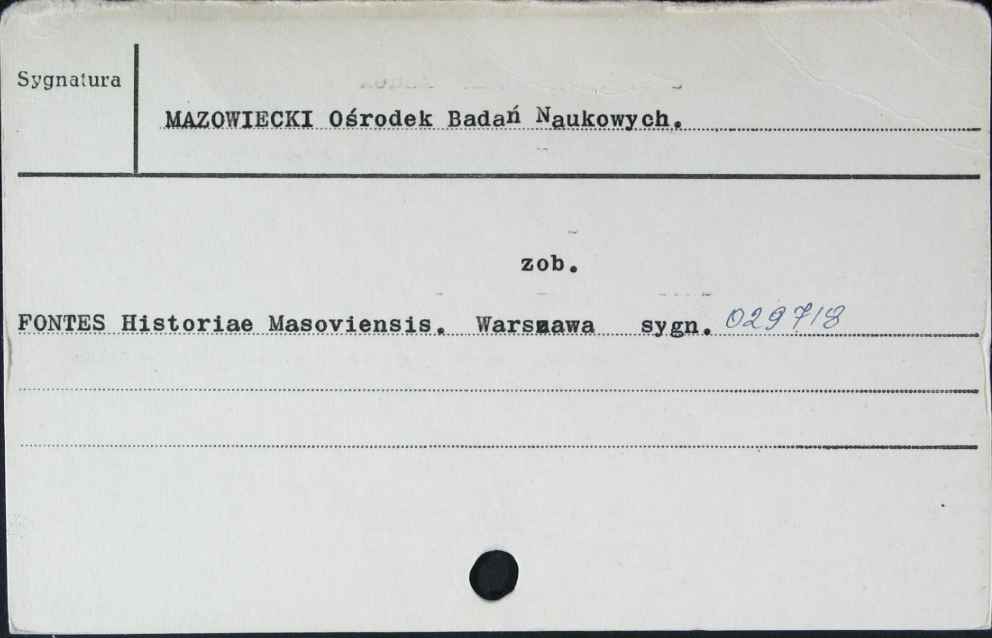 Sygnatura
MAZOWIECKI Ośrodek Badań Naukowych.
zob.
FONTES Historiae Masoviensis. Warszawa sygn. 029718